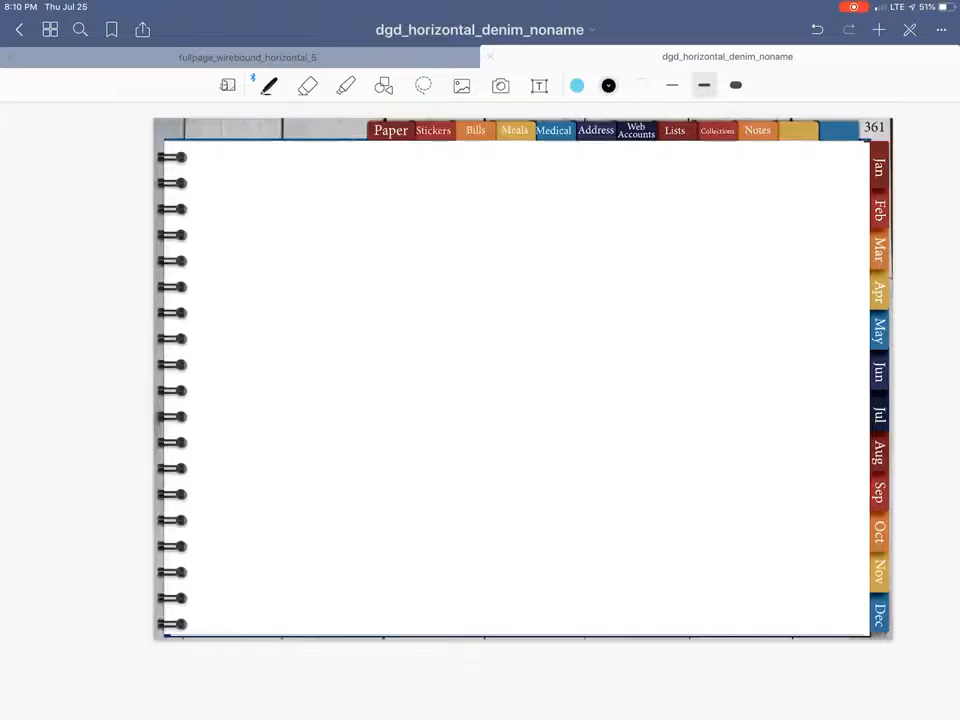 8:10 PM Thu Jul 25
LTE 51%
dgd_horizontal_denim_noname
fullpage_wirebound_horizontal_5
dgd_horizontal_denim_noname
Paper Stickers Bills Meals Medical Address Web Accounts Lists Collections Notes 361
Jan
Feb
Mar
Apr
May
Jun
Jul
Aug
Sep
Oct
Nov
Dec